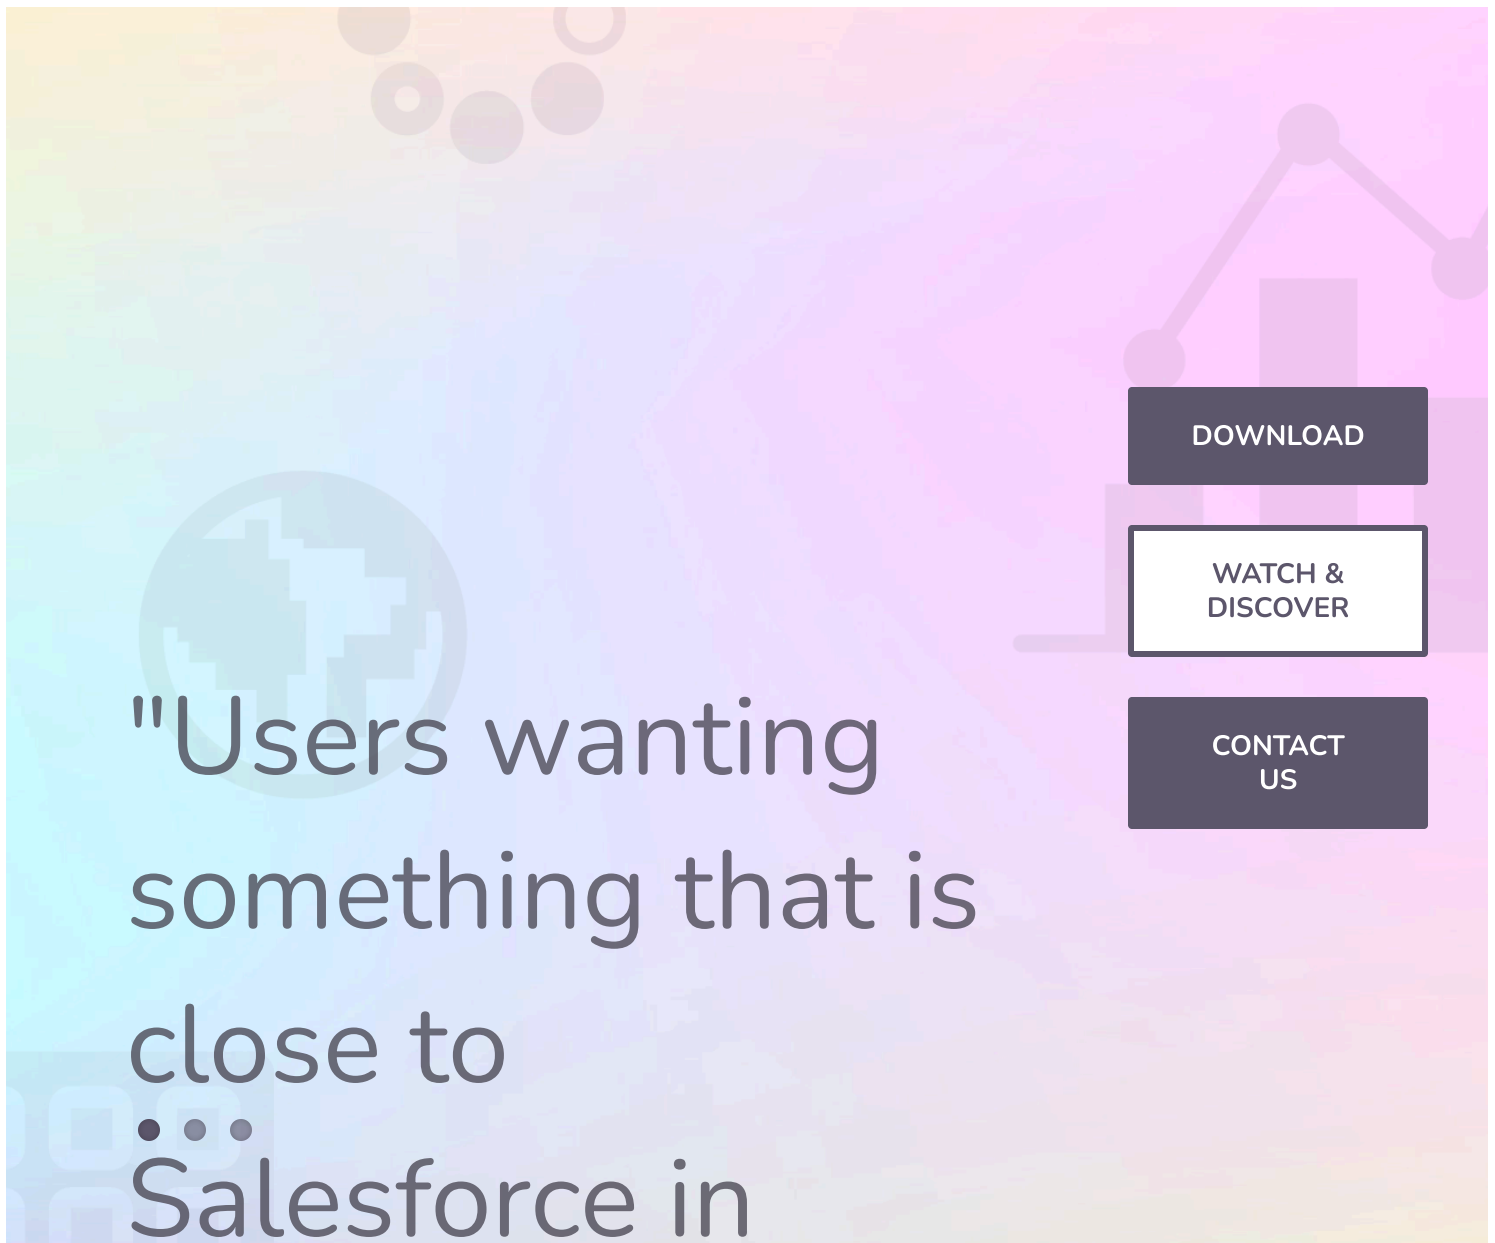 DOWNLOAD
WATCH &
DISCOVER
CONTACT
US
"Users wanting
something that is
close to
Salesforce in